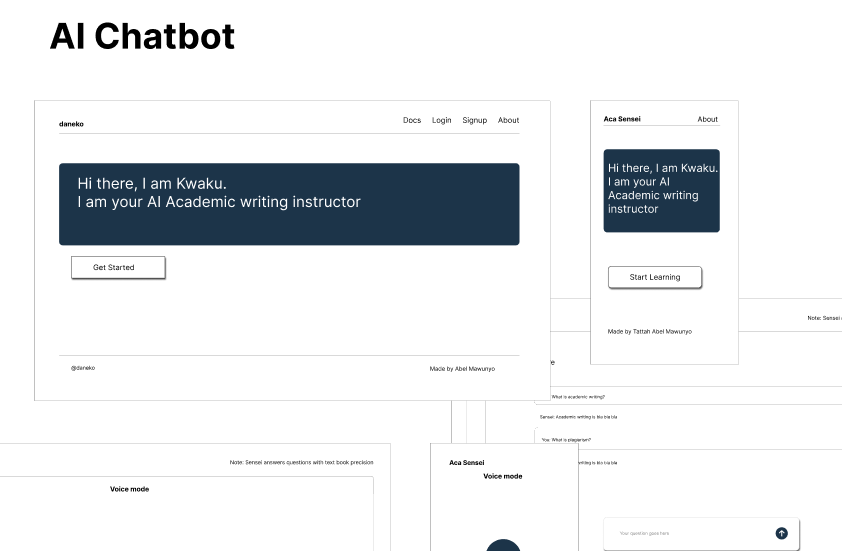 AI Chatbot
daneko
Docs Login Signup About
Hi there, I am Kwaku.
I am your AI Academic writing instructor
Get Started
@daneko
Made by Abel Mawunyo
Aca Sensei
About
Hi there, I am Kwaku.
I am your AI
Academic writing
instructor
Start Learning
Made by Tattah Abel Mawunyo
Note: Sensei
What is academic writing?
Sensei: Academic writing is bla bla bla
You: What is plagiarism?
writing is bla bla bla
Your question goes here
Note: Sensei answers questions with text book precision
Voice mode
Aca Sensei
Voice mode